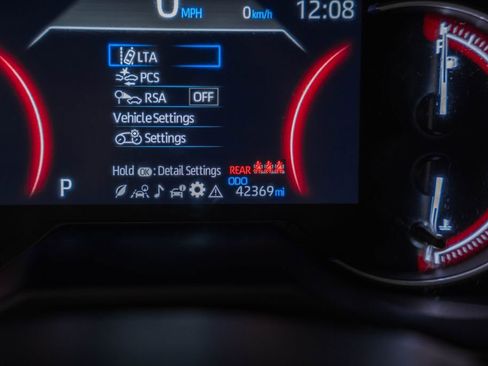 0 MPH 0 km/h 12:08
LTA
PCS
RSA OFF
Vehicle Settings
Settings
Hold OK : Detail Settings REAR
ODO
P 42369 mi
F